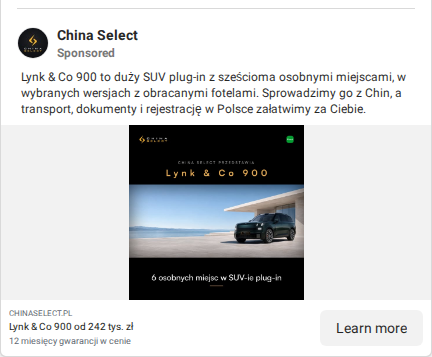 China Select
Sponsored
Lynk & Co 900 to duży SUV plug-in z sześcioma osobnymi miejscami, w
wybranych wersjach z obracanymi fotelami. Sprowadzimy go z Chin, a
transport, dokumenty i rejestrację w Polsce załatwimy za Ciebie.
CHINA SELECT PRZEDSTAWIA
Lynk & Co 900
6 osobnych miejsc w SUV-ie plug-in
CHINASELECT.PL
Lynk & Co 900 od 242 tys. zł
12 miesięcy gwarancji w cenie
Learn more